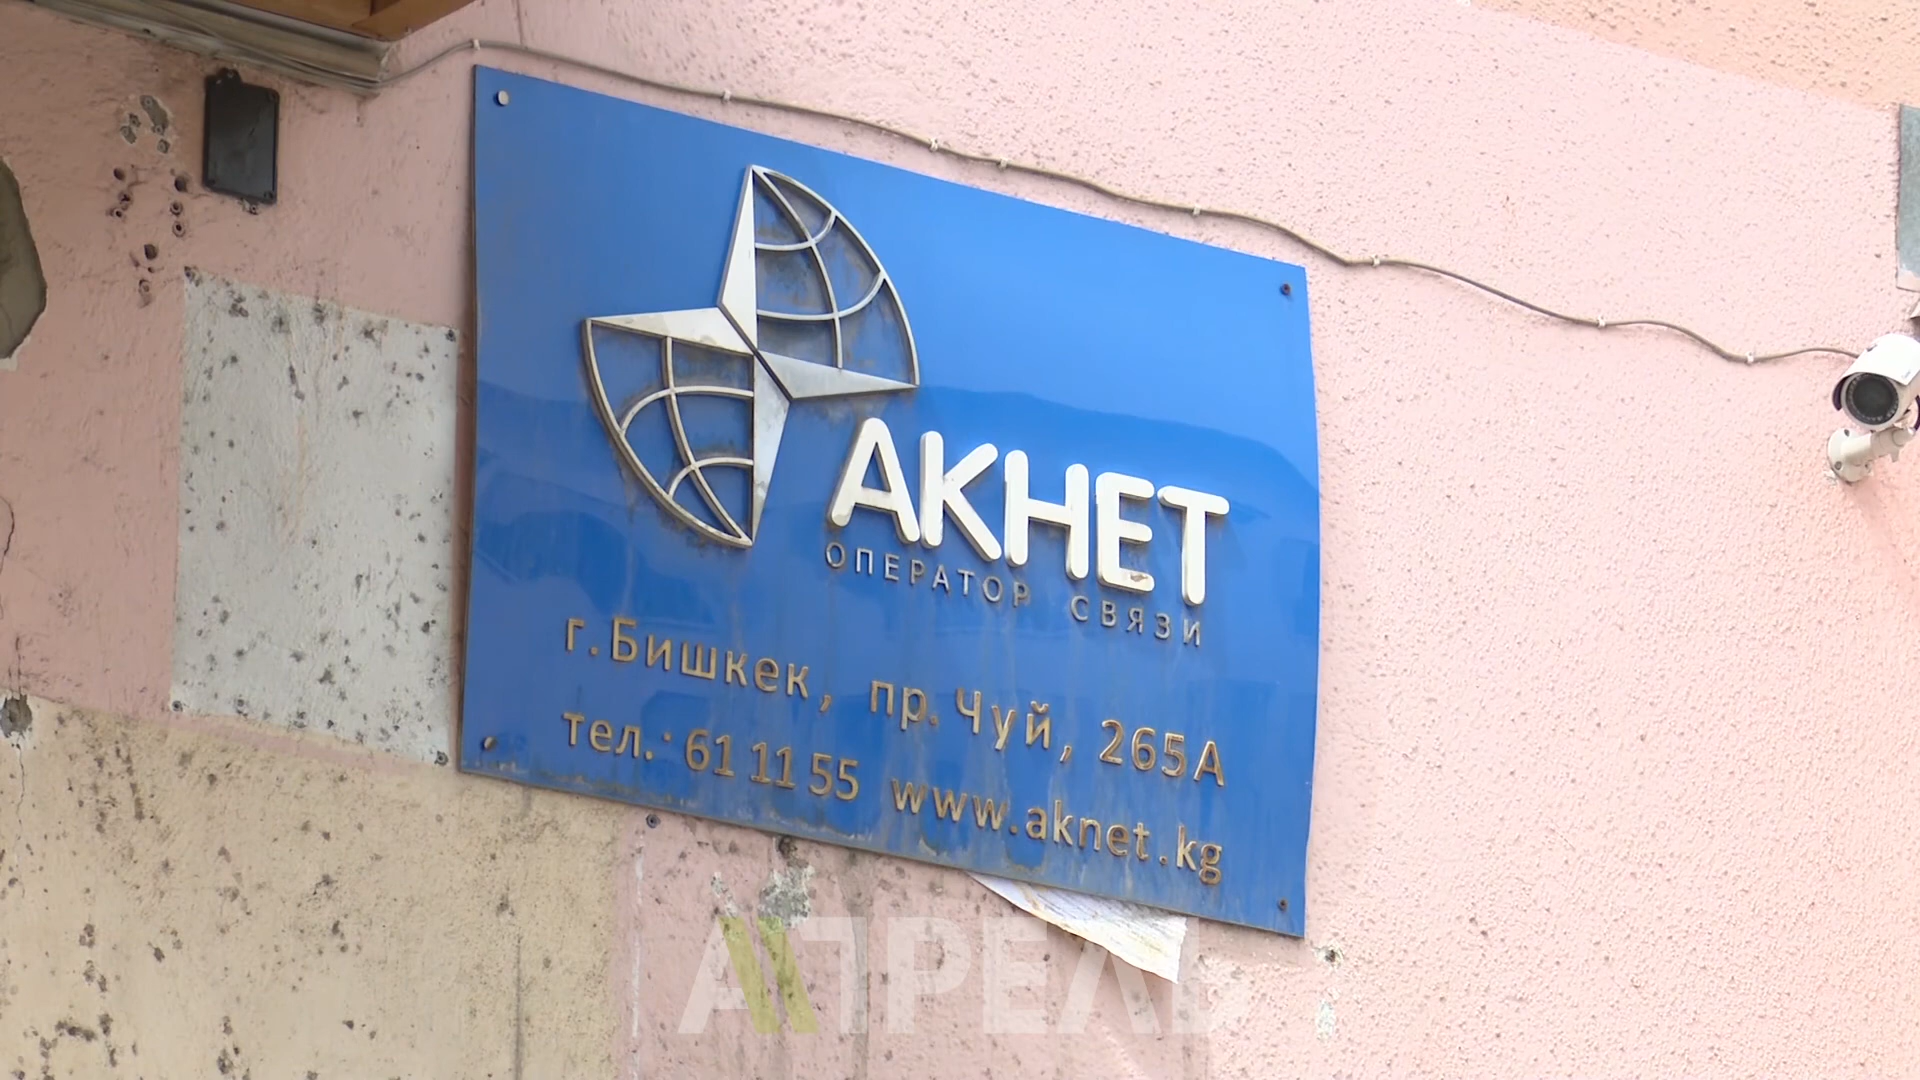 АКНЕТ
ОПЕРАТОР СВЯЗИ
г.Бишкек, пр.Чуй, 265А
тел.: 61 11 55 www.aknet.kg
АПРЕЛЬ